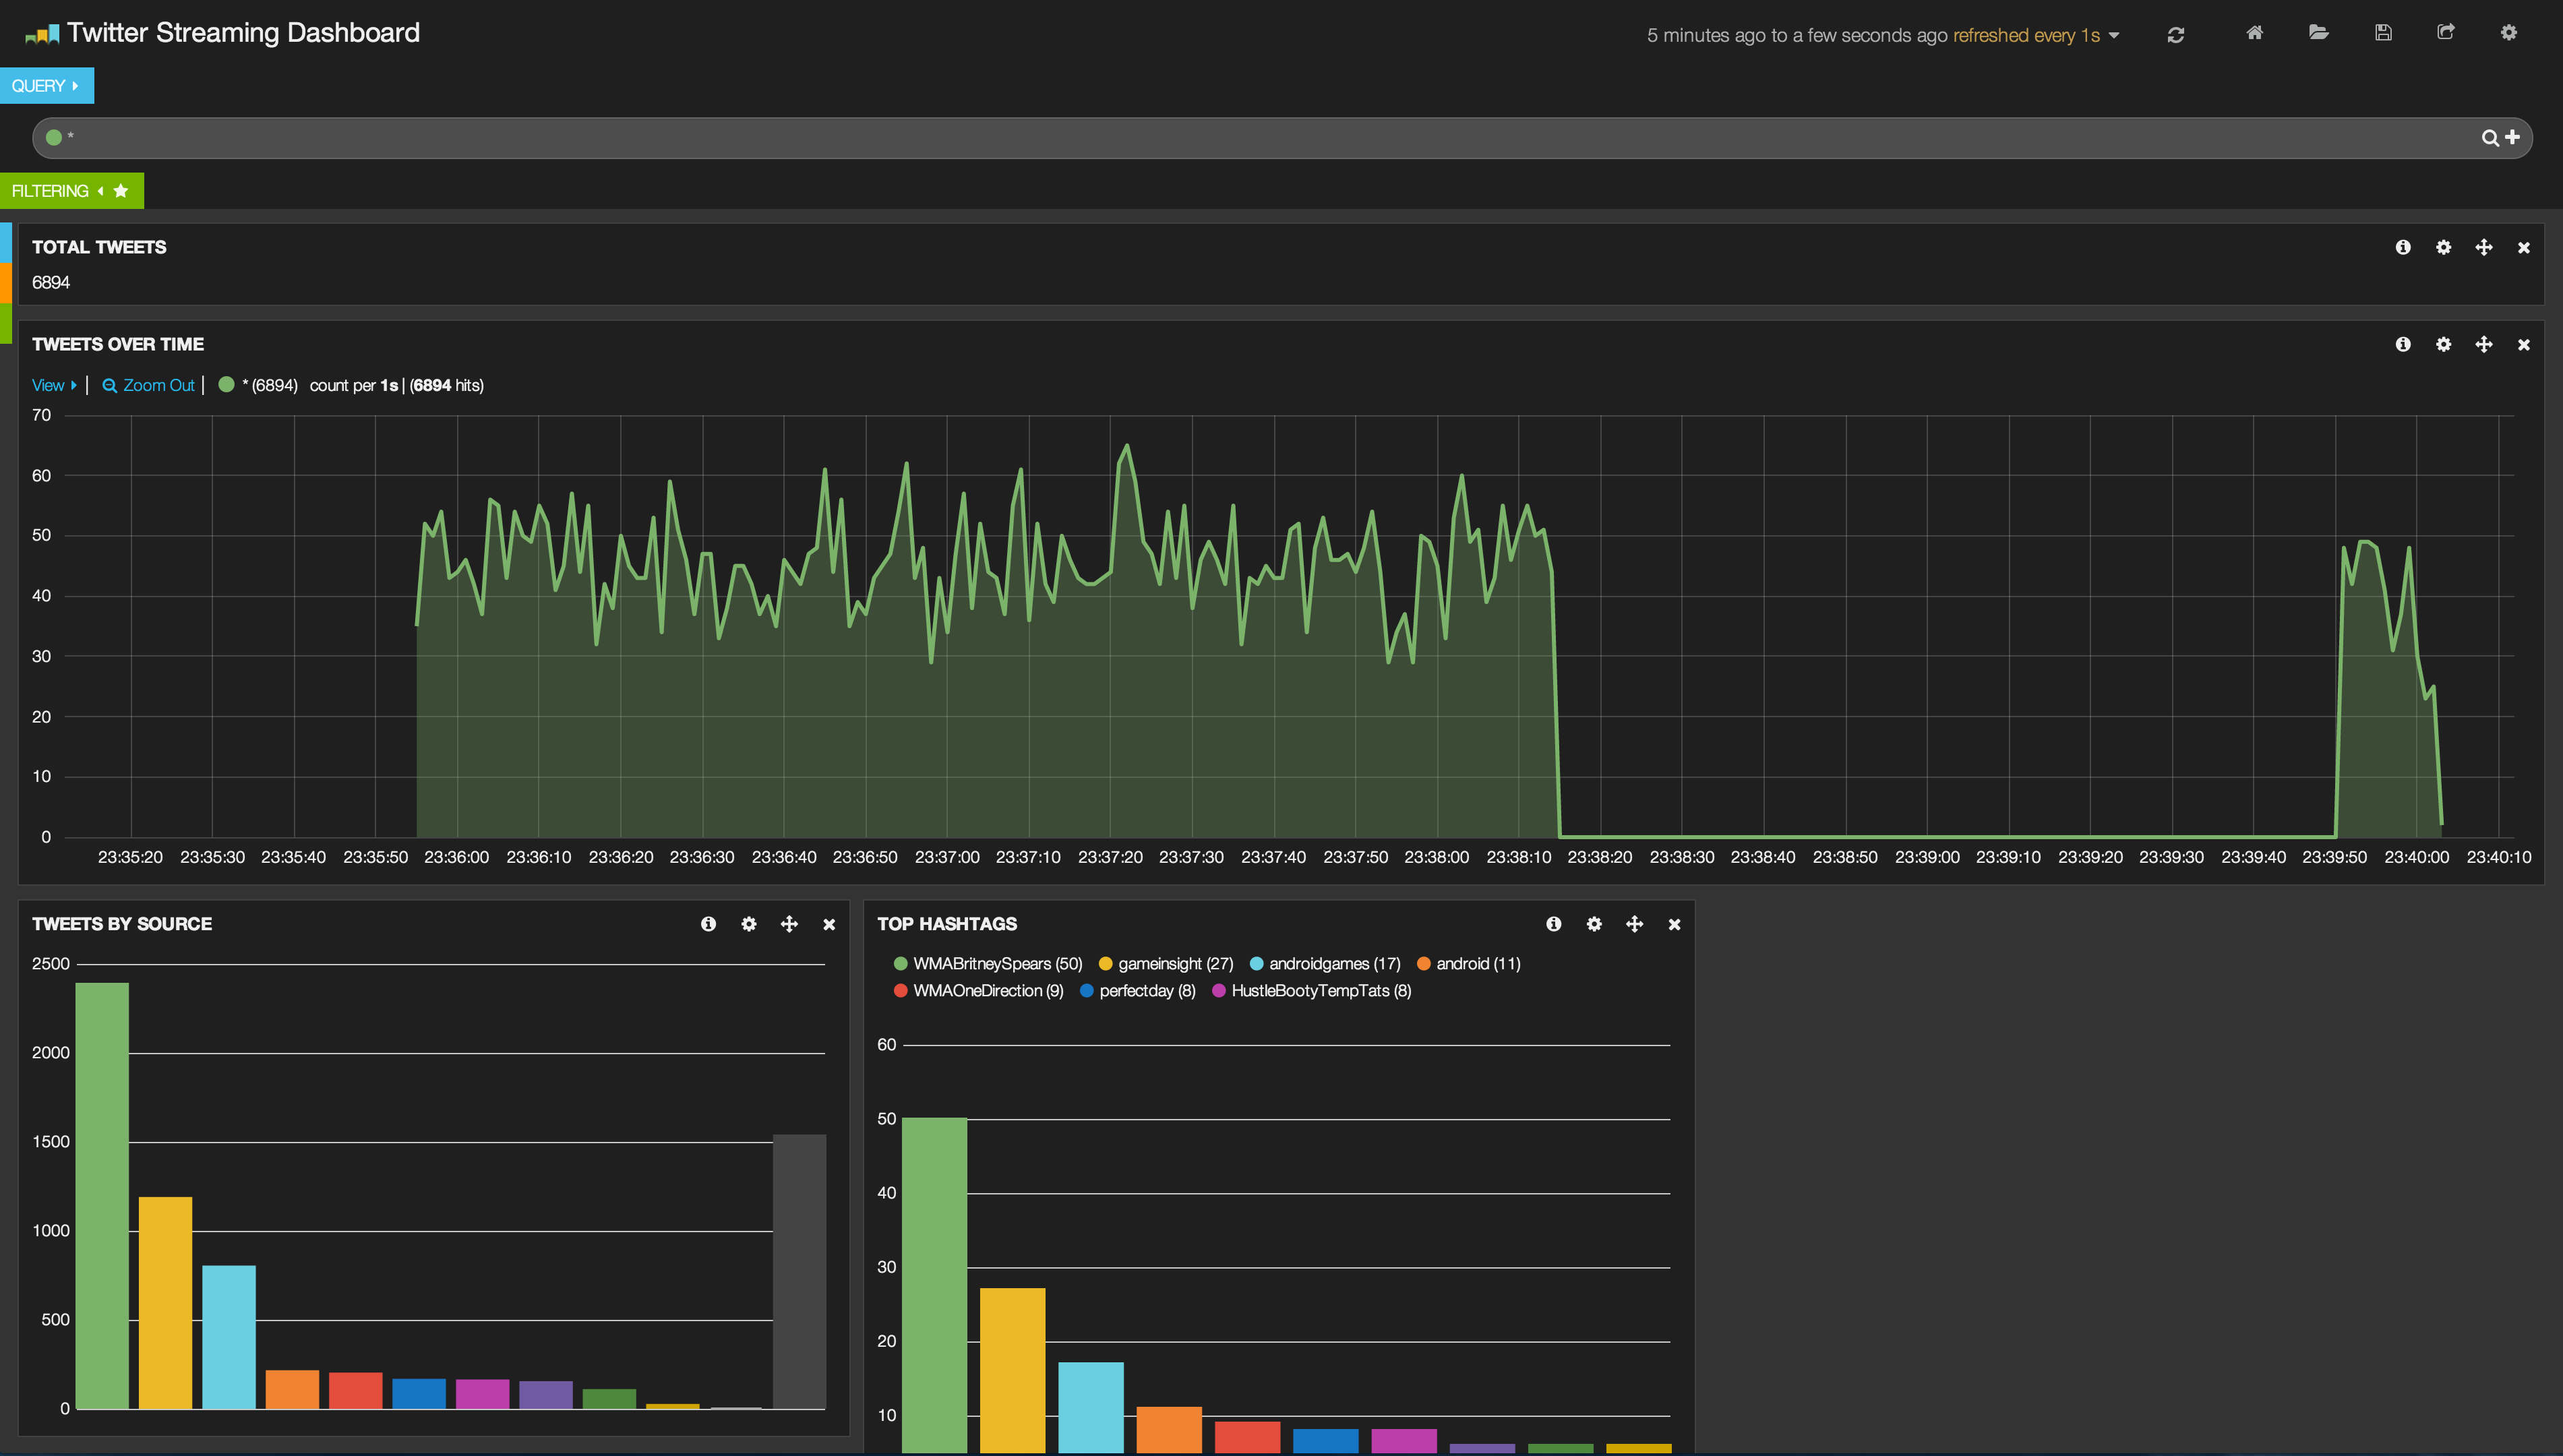 Twitter Streaming Dashboard
5 minutes ago to a few seconds ago refreshed every 1s
QUERY
*
FILTERING
TOTAL TWEETS
6894
TWEETS OVER TIME
View | Zoom Out | * (6894) count per 1s | (6894 hits)
70
60
50
40
30
20
10
0
23:35:20 23:35:30 23:35:40 23:35:50 23:36:00 23:36:10 23:36:20 23:36:30 23:36:40 23:36:50 23:37:00 23:37:10 23:37:20 23:37:30 23:37:40 23:37:50 23:38:00 23:38:10 23:38:20 23:38:30 23:38:40 23:38:50 23:39:00 23:39:10 23:39:20 23:39:30 23:39:40 23:39:50 23:40:00 23:40:10
TWEETS BY SOURCE
2500
2000
1500
1000
500
0
TOP HASHTAGS
WMABritneySpears (50) gameinsight (27) androidgames (17) android (11)
WMAOneDirection (9) perfectday (8) HustleBootyTempTats (8)
60
50
40
30
20
10